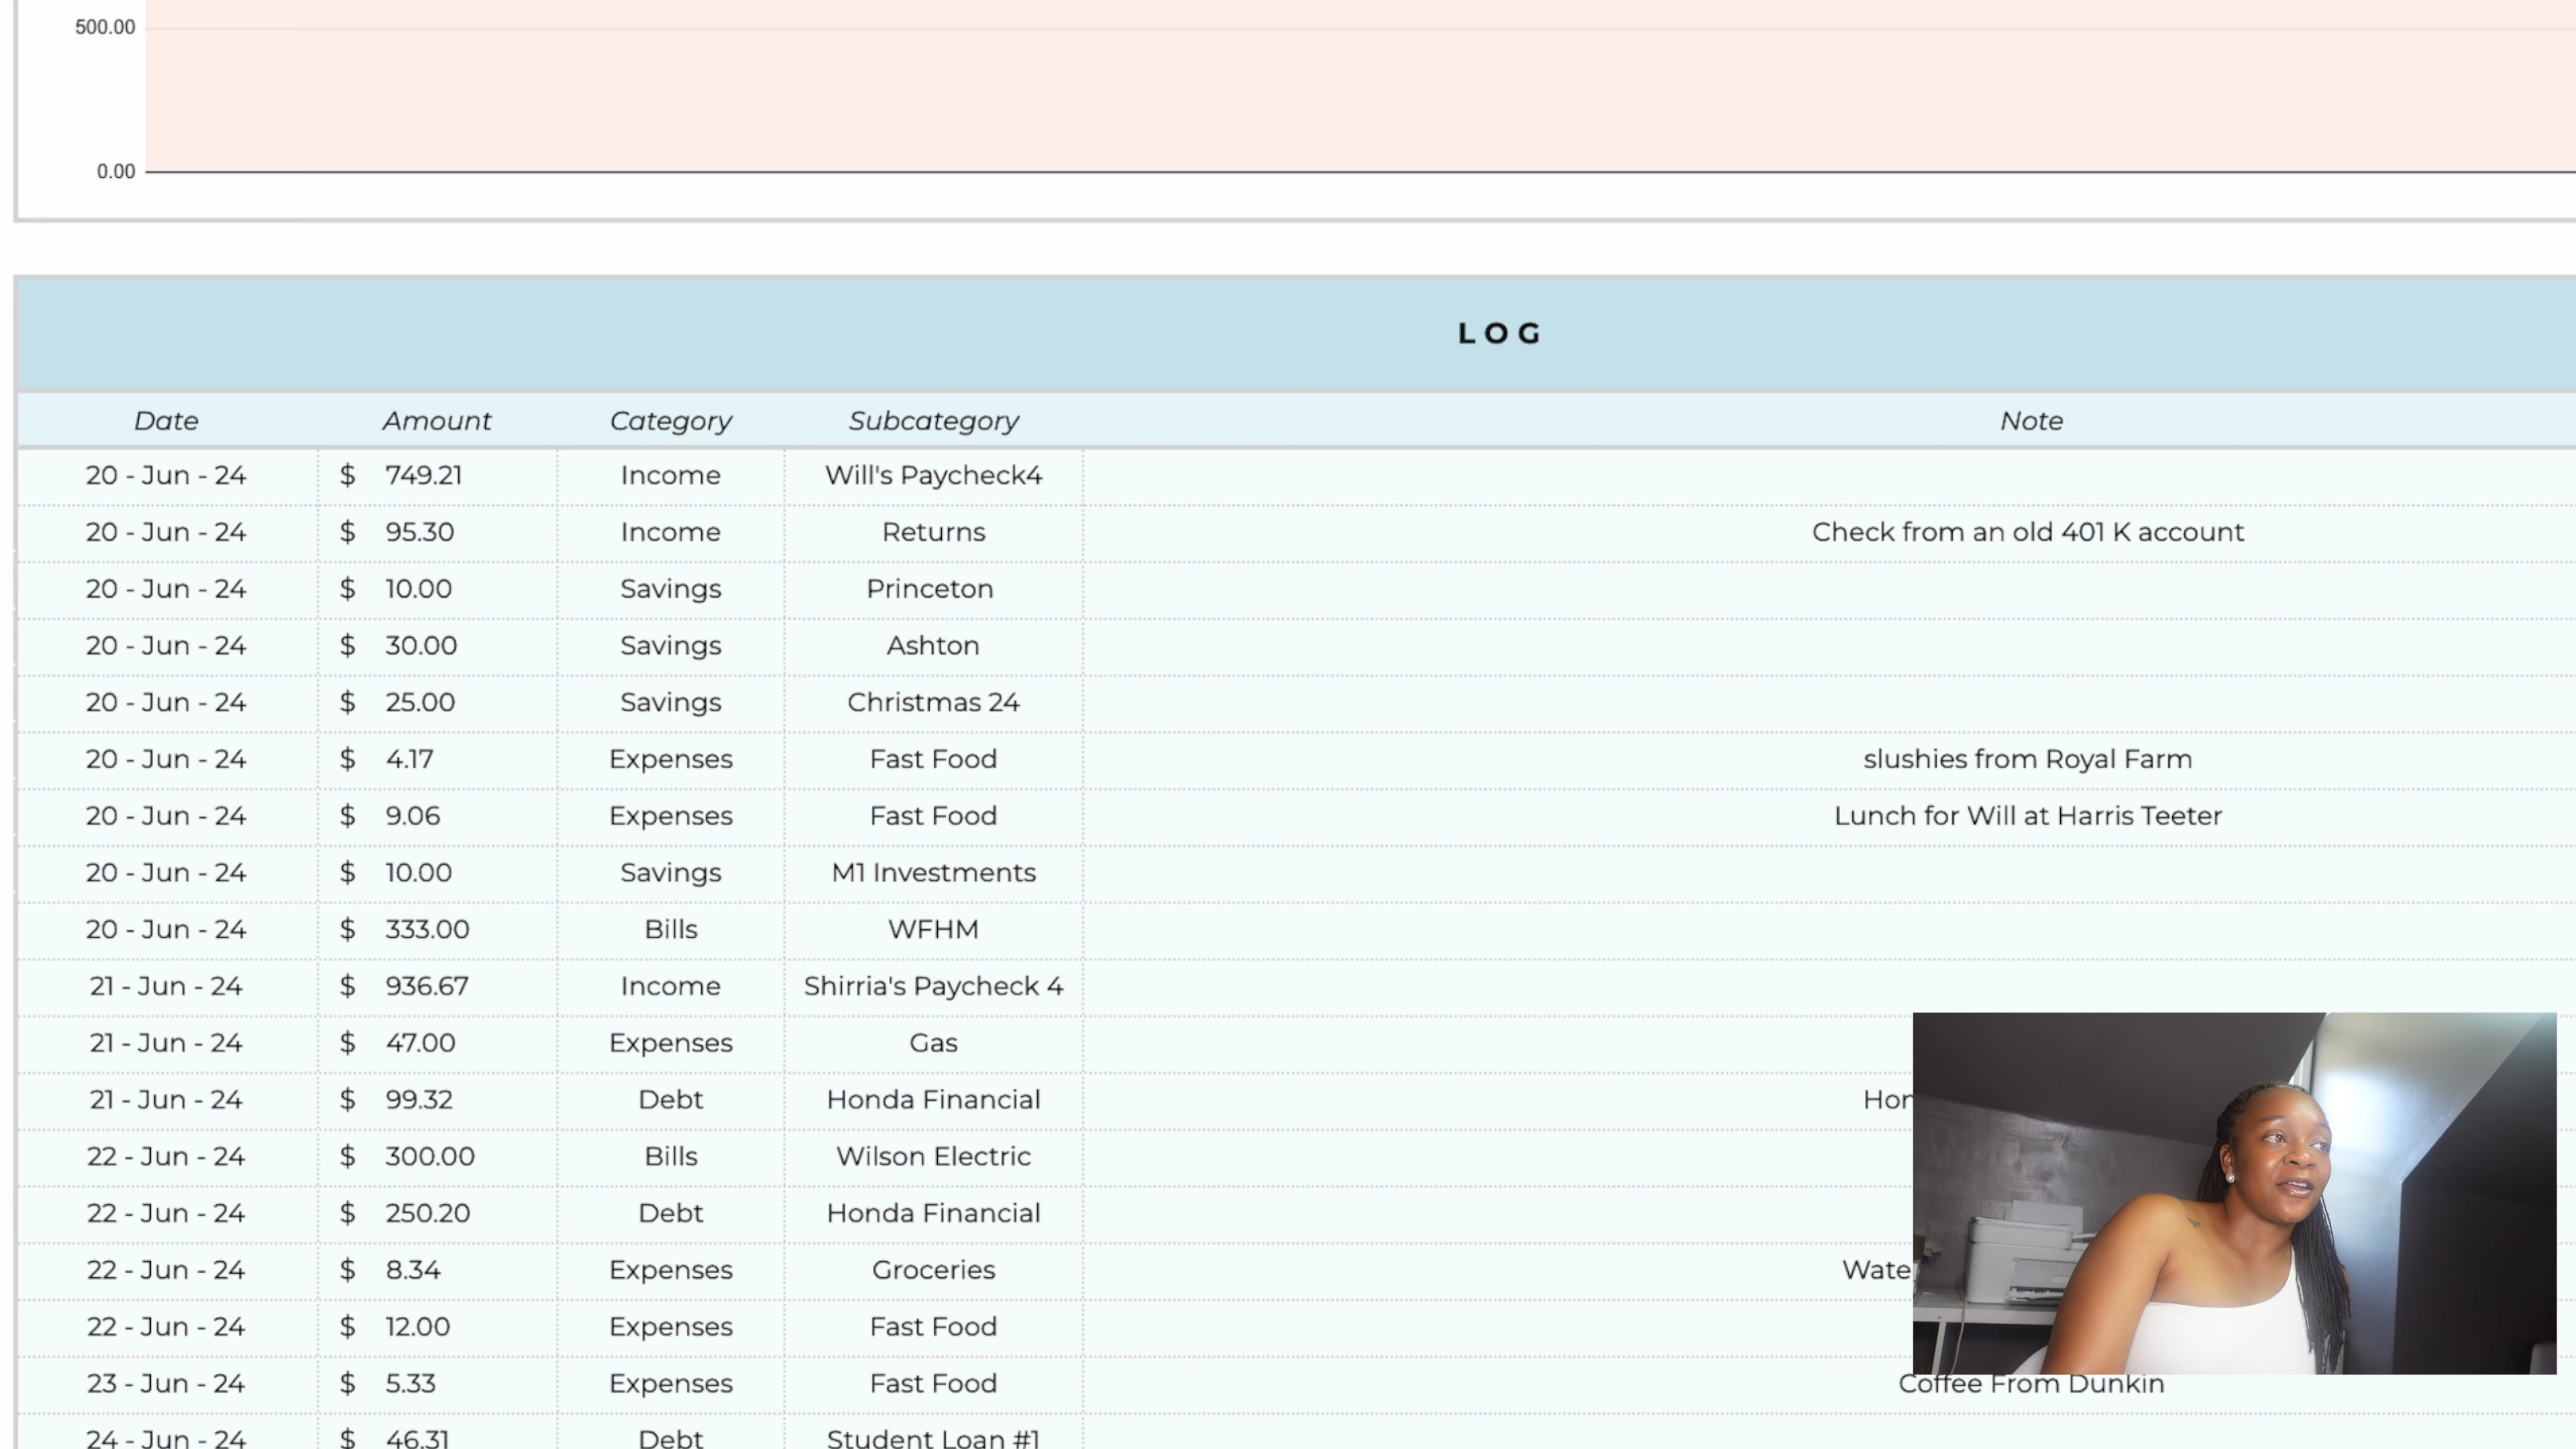 500.00
0.00
LOG
Date Amount Category Subcategory Note
20 - Jun - 24 $ 749.21 Income Will's Paycheck4
20 - Jun - 24 $ 95.30 Income Returns Check from an old 401 K account
20 - Jun - 24 $ 10.00 Savings Princeton
20 - Jun - 24 $ 30.00 Savings Ashton
20 - Jun - 24 $ 25.00 Savings Christmas 24
20 - Jun - 24 $ 4.17 Expenses Fast Food slushies from Royal Farm
20 - Jun - 24 $ 9.06 Expenses Fast Food Lunch for Will at Harris Teeter
20 - Jun - 24 $ 10.00 Savings M1 Investments
20 - Jun - 24 $ 333.00 Bills WFHM
21 - Jun - 24 $ 936.67 Income Shirria's Paycheck 4
21 - Jun - 24 $ 47.00 Expenses Gas
21 - Jun - 24 $ 99.32 Debt Honda Financial
22 - Jun - 24 $ 300.00 Bills Wilson Electric
22 - Jun - 24 $ 250.20 Debt Honda Financial
22 - Jun - 24 $ 8.34 Expenses Groceries
22 - Jun - 24 $ 12.00 Expenses Fast Food
23 - Jun - 24 $ 5.33 Expenses Fast Food Coffee From Dunkin
24 - Jun - 24 $ 46.31 Debt Student Loan #1